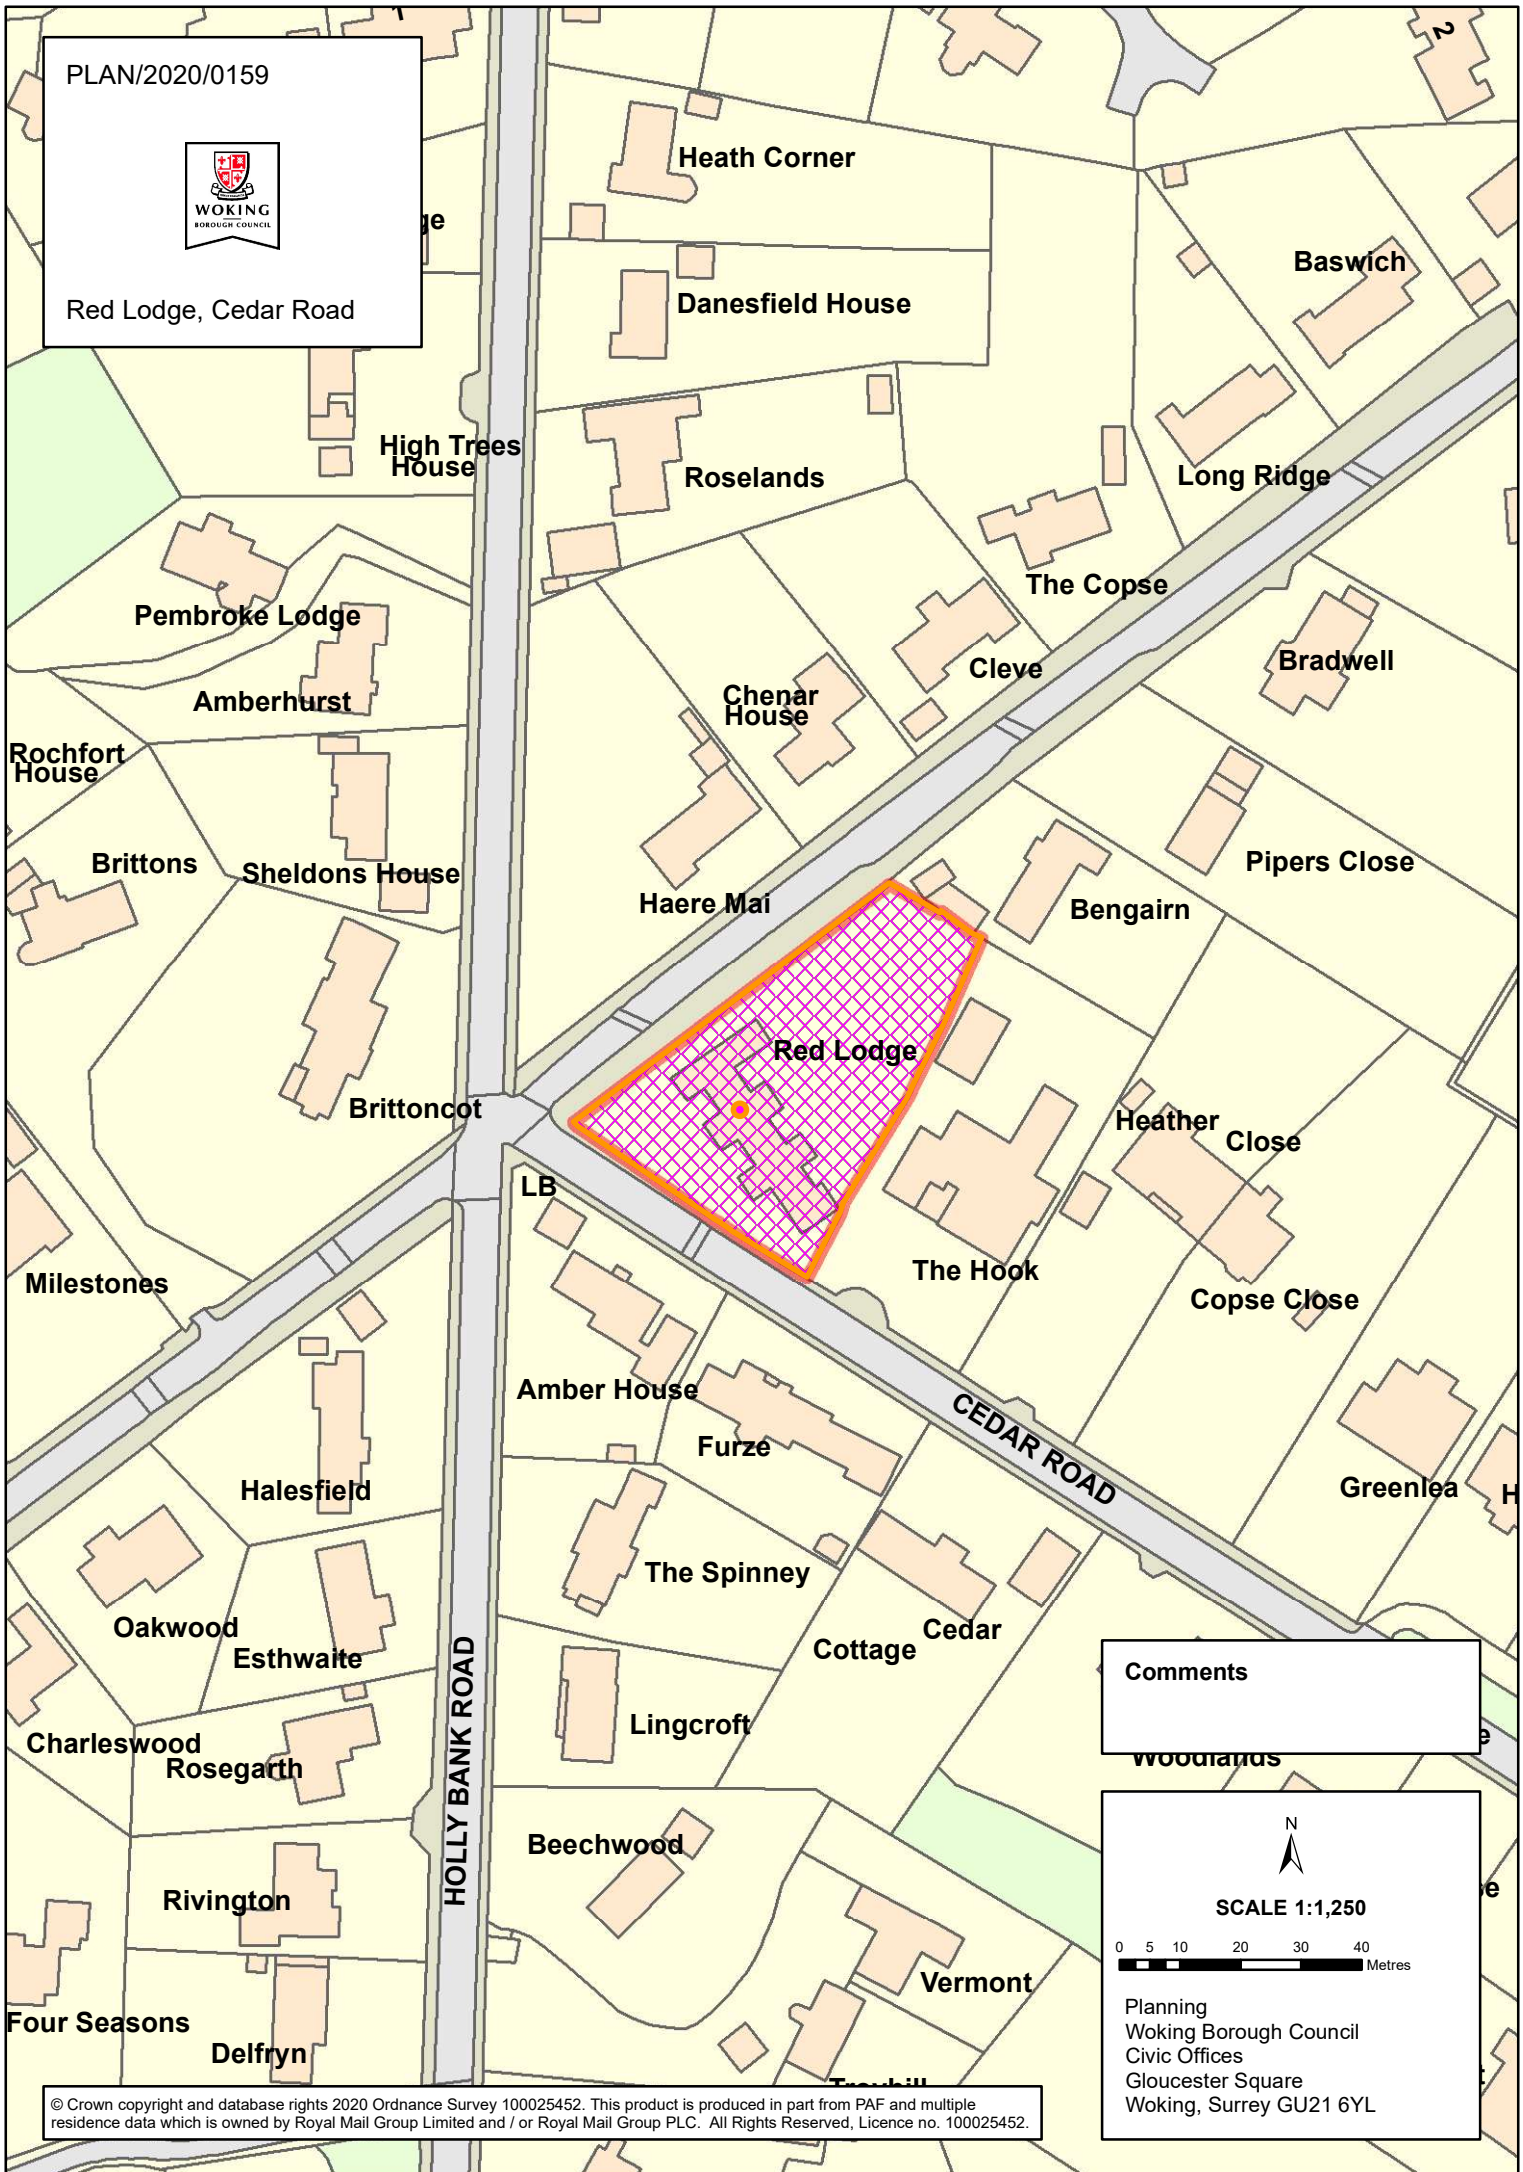 PLAN/2020/0159
WOKING
BOROUGH COUNCIL
Red Lodge, Cedar Road
1
2
ge
Heath Corner
Danesfield House
Baswich
High Trees
House
Roselands
Long Ridge
The Copse
Pembroke Lodge
Amberhurst
Cleve
Bradwell
Chenar
House
Rochfort
House
Brittons
Sheldons House
Haere Mai
Pipers Close
Bengairn
Red Lodge
Brittoncot
Heather
Close
LB
Milestones
The Hook
Copse Close
Amber House
Furze
CEDAR ROAD
Greenlea
H
Halesfield
The Spinney
Oakwood
Esthwaite
Cottage
Cedar
HOLLY BANK ROAD
Charleswood
Rosegarth
Lingcroft
Comments
e
Woodlands
Beechwood
Rivington
Vermont
Four Seasons
Delfryn
N
SCALE 1:1,250
se
0 5 10 20 30 40
Metres
Planning
Woking Borough Council
Civic Offices
Gloucester Square
Woking, Surrey GU21 6YL
© Crown copyright and database rights 2020 Ordnance Survey 100025452. This product is produced in part from PAF and multiple
residence data which is owned by Royal Mail Group Limited and / or Royal Mail Group PLC. All Rights Reserved, Licence no. 100025452.